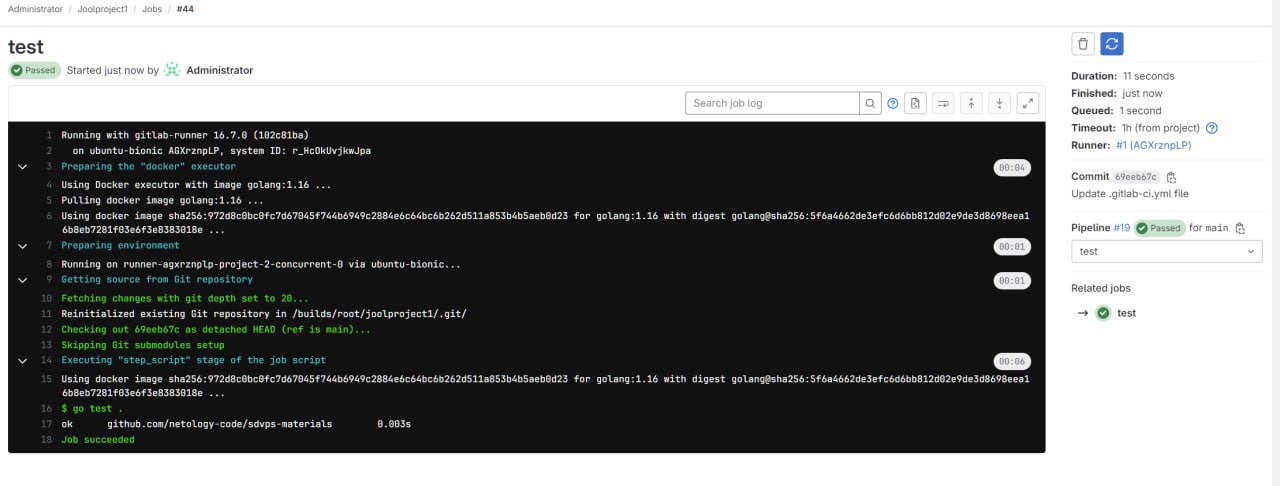 Administrator / Joolproject1 / Jobs / #44
test
Passed Started just now by Administrator
Search job log
1 Running with gitlab-runner 16.7.0 (102c81ba)
2 on ubuntu-bionic AGXrznpLP, system ID: r_HcOkUvjkwJpa
3 Preparing the "docker" executor 00:04
4 Using Docker executor with image golang:1.16 ...
5 Pulling docker image golang:1.16 ...
6 Using docker image sha256:972d8c0bc0fc7d67045f744b6949c2884e6c64bc6b262d511a853b4b5aeb0d23 for golang:1.16 with digest golang@sha256:5f6a4662de3efc6d6bb812d02e9de3d8698eea1
6b8eb7281f03e6f3e8383018e ...
7 Preparing environment 00:01
8 Running on runner-agxrznplp-project-2-concurrent-0 via ubuntu-bionic...
9 Getting source from Git repository 00:01
10 Fetching changes with git depth set to 20...
11 Reinitialized existing Git repository in /builds/root/joolproject1/.git/
12 Checking out 69eeb67c as detached HEAD (ref is main)...
13 Skipping Git submodules setup
14 Executing "step_script" stage of the job script 00:06
15 Using docker image sha256:972d8c0bc0fc7d67045f744b6949c2884e6c64bc6b262d511a853b4b5aeb0d23 for golang:1.16 with digest golang@sha256:5f6a4662de3efc6d6bb812d02e9de3d8698eea1
6b8eb7281f03e6f3e8383018e ...
16 $ go test .
17 ok github.com/netology-code/sdvps-materials 0.003s
18 Job succeeded
Duration: 11 seconds
Finished: just now
Queued: 1 second
Timeout: 1h (from project)
Runner: #1 (AGXrznpLP)
Commit 69eeb67c
Update .gitlab-ci.yml file
Pipeline #19 Passed for main
test
Related jobs
→ test